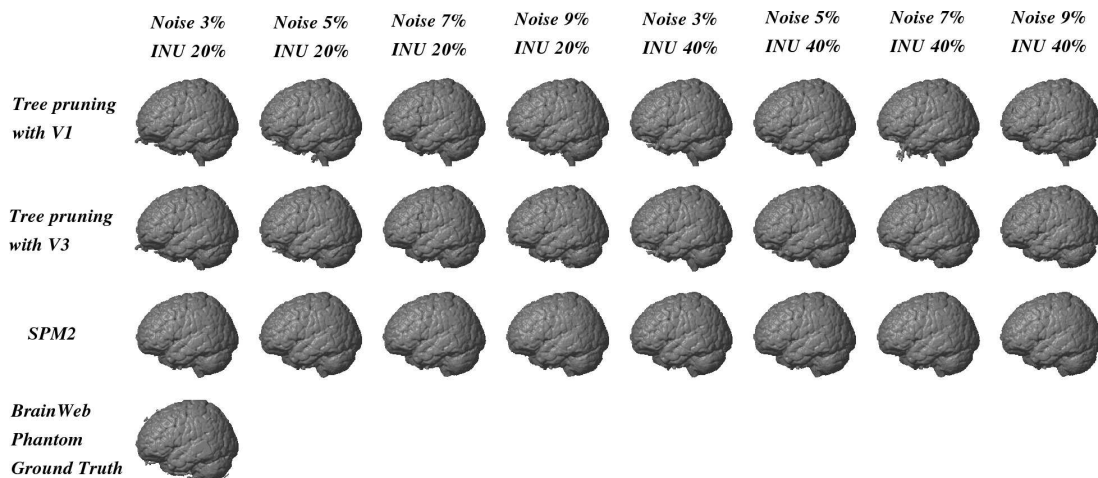 Noise 3% Noise 5% Noise 7% Noise 9% Noise 3% Noise 5% Noise 7% Noise 9%
INU 20% INU 20% INU 20% INU 20% INU 40% INU 40% INU 40% INU 40%
Tree pruning
with V1
Tree pruning
with V3
SPM2
BrainWeb
Phantom
Ground Truth